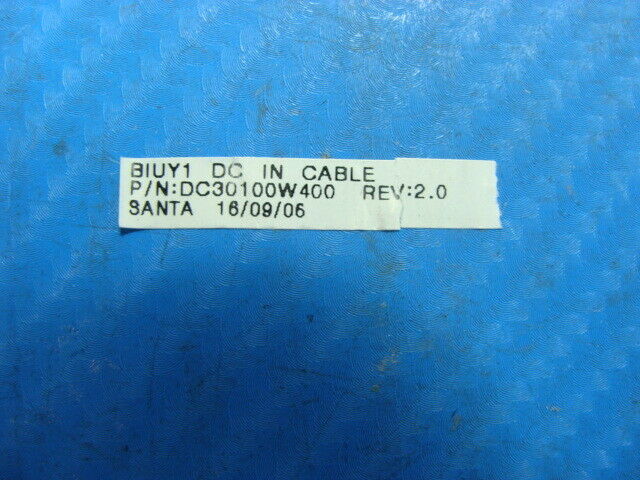 BIUY1 DC IN CABLE
P/N:DC30100W400 REV:2.0
SANTA 16/09/06